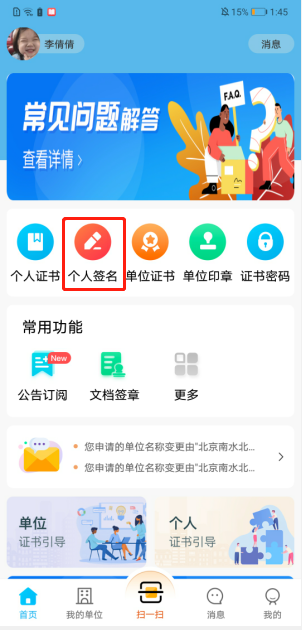 15% 1:45
李倩倩
消息
常见问题解答
查看详情
F.A.Q.
个人证书 个人签名 单位证书 单位印章 证书密码
常用功能
New
公告订阅 文档签章 更多
您申请的单位名称变更由"北京南水北...
您申请的单位名称变更由"北京南水北...
单位
证书引导
个人
证书引导
首页 我的单位 扫一扫 消息 我的